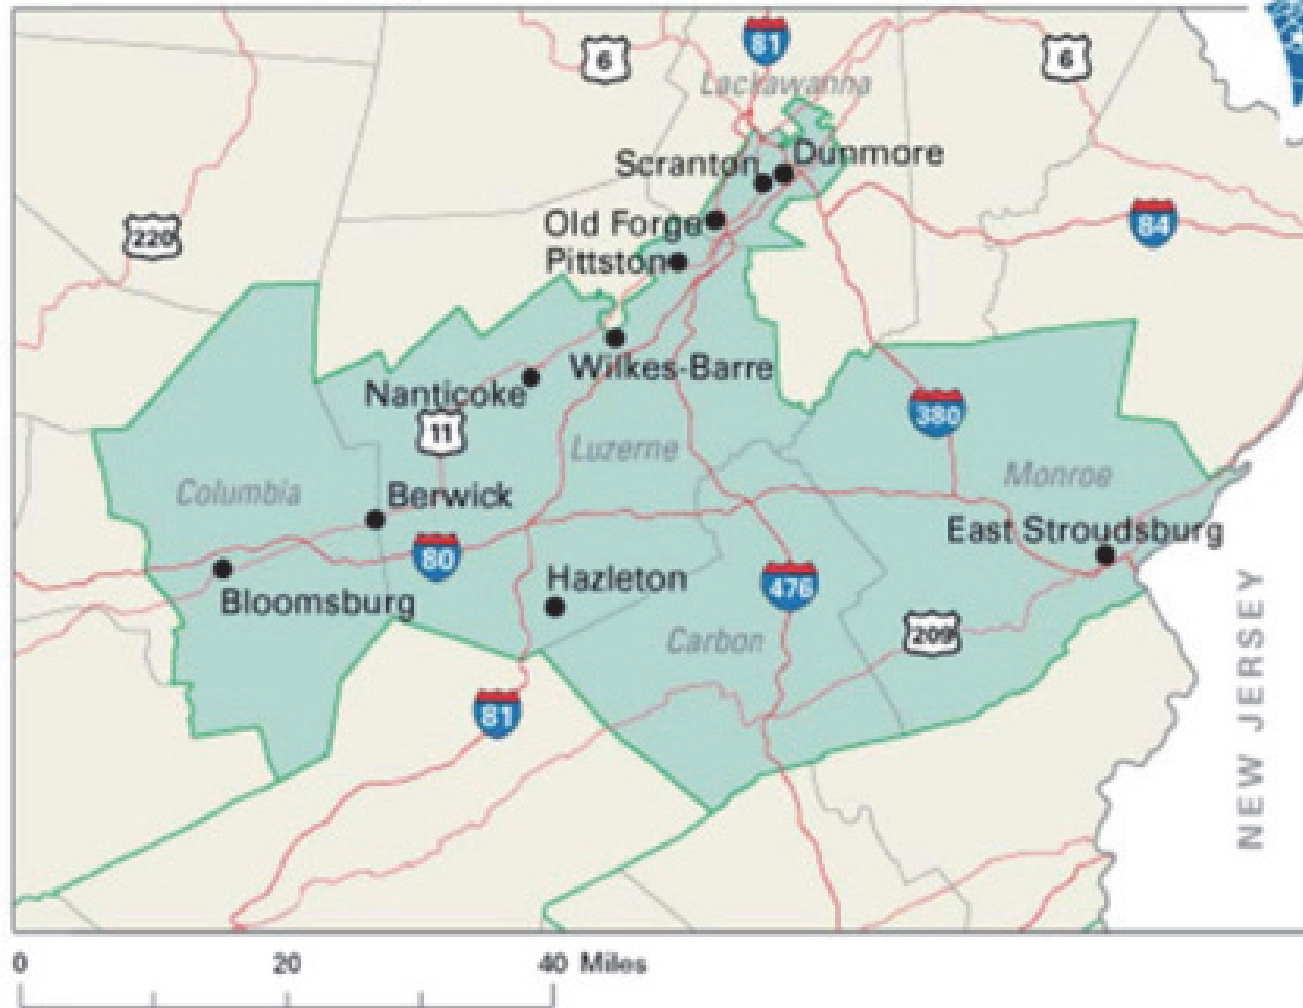 81
6
6
Lackawanna
Scranton
Dunmore
220
Old Forge
84
Pittston
Wilkes-Barre
Nanticoke
380
11
Luzerne
Columbia
Berwick
Monroe
East Stroudsburg
80
Hazleton
476
Bloomsburg
Carbon
209
81
NEW JERSEY
0 20 40 Miles